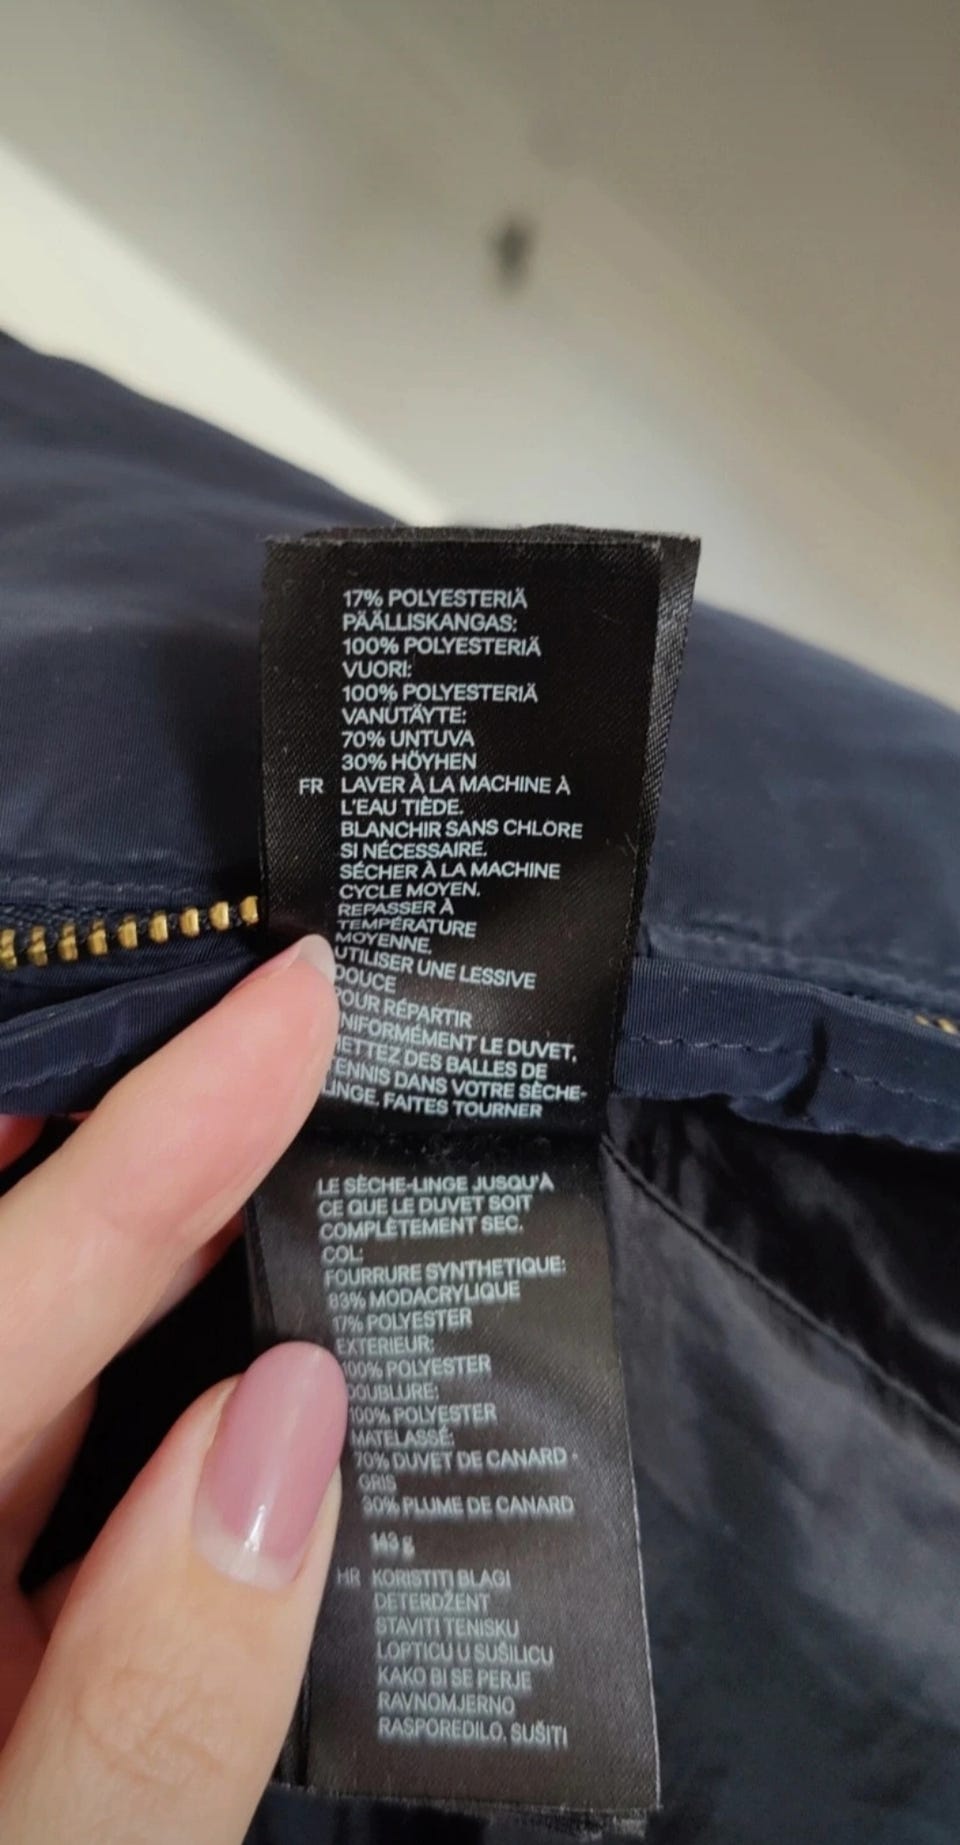 17% POLYESTERIÄ
PÄÄLLISKANGAS:
100% POLYESTERIÄ
VUORI:
100% POLYESTERIÄ
VANUTÄYTE:
70% UNTUVA
30% HÖYHEN
FR LAVER À LA MACHINE À
L'EAU TIÈDE.
BLANCHIR SANS CHLORE
SI NÉCESSAIRE.
SÉCHER À LA MACHINE
CYCLE MOYEN.
REPASSER À
TEMPÉRATURE
MOYENNE.
UTILISER UNE LESSIVE
DOUCE
POUR RÉPARTIR
NIFORMÉMENT LE DUVET,
METTEZ DES BALLES DE
TENNIS DANS VOTRE SÈCHE-
LINGE, FAITES TOURNER
LE SÈCHE-LINGE JUSQU'À
CE QUE LE DUVET SOIT
COMPLÈTEMENT SEC.
COL:
FOURRURE SYNTHETIQUE:
83% MODACRYLIQUE
17% POLYESTER
EXTERIEUR:
100% POLYESTER
DOUBLURE:
100% POLYESTER
MATELASSÉ:
70% DUVET DE CANARD -
GRIS
30% PLUME DE CANARD
143 g
HR KORISTITI BLAGI
DETERDŽENT
STAVITI TENISKU
LOPTICU U SUŠILICU
KAKO BI SE PERJE
RAVNOMJERNO
RASPOREDILO. SUŠITI